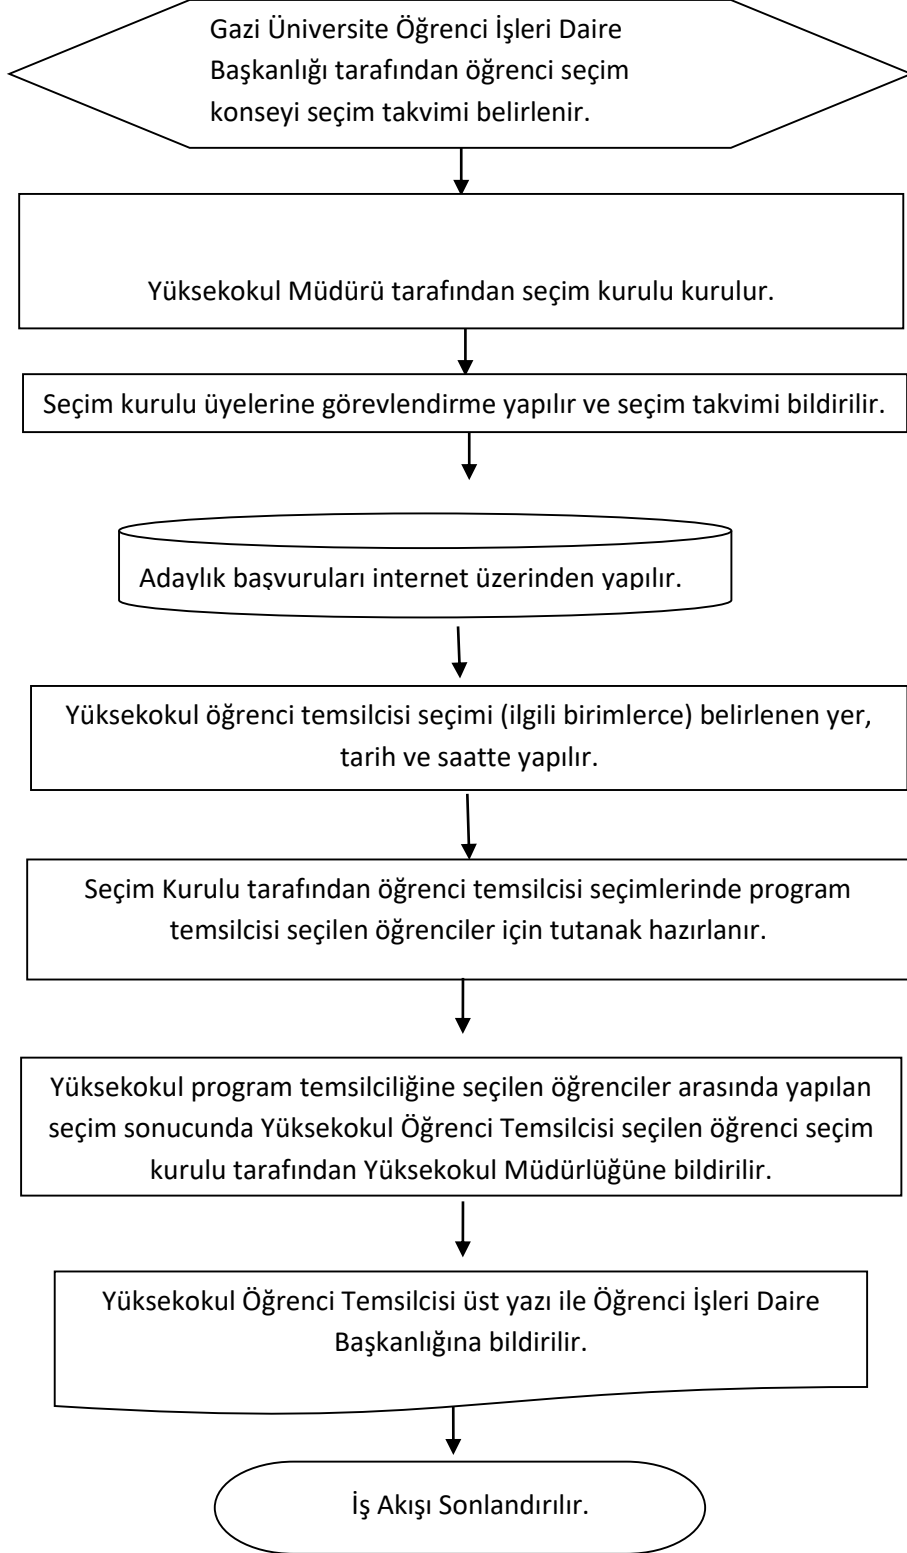 Gazi Üniversite Öğrenci İşleri Daire
Başkanlığı tarafından öğrenci seçim
konseyi seçim takvimi belirlenir.
Yüksekokul Müdürü tarafından seçim kurulu kurulur.
Seçim kurulu üyelerine görevlendirme yapılır ve seçim takvimi bildirilir.
Adaylık başvuruları internet üzerinden yapılır.
Yüksekokul öğrenci temsilcisi seçimi (ilgili birimlerce) belirlenen yer,
tarih ve saatte yapılır.
Seçim Kurulu tarafından öğrenci temsilcisi seçimlerinde program
temsilcisi seçilen öğrenciler için tutanak hazırlanır.
Yüksekokul program temsilciliğine seçilen öğrenciler arasında yapılan
seçim sonucunda Yüksekokul Öğrenci Temsilcisi seçilen öğrenci seçim
kurulu tarafından Yüksekokul Müdürlüğüne bildirilir.
Yüksekokul Öğrenci Temsilcisi üst yazı ile Öğrenci İşleri Daire
Başkanlığına bildirilir.
İş Akışı Sonlandırılır.